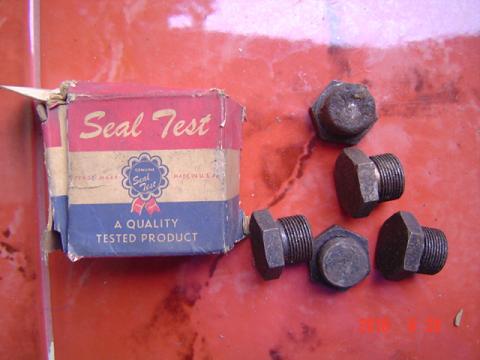 Seal Test
TRADE MARK
GENUINE
Seal
Test
MADE IN U.S.A.
A QUALITY
TESTED PRODUCT